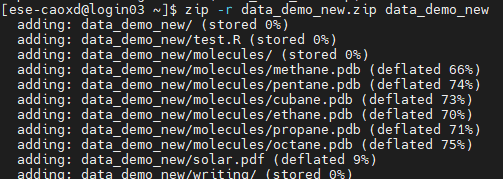 [ese-caoxd@login03 ~]$ zip -r data_demo_new.zip data_demo_new
adding: data_demo_new/ (stored 0%)
adding: data_demo_new/test.R (stored 0%)
adding: data_demo_new/molecules/ (stored 0%)
adding: data_demo_new/molecules/methane.pdb (deflated 66%)
adding: data_demo_new/molecules/pentane.pdb (deflated 74%)
adding: data_demo_new/molecules/cubane.pdb (deflated 73%)
adding: data_demo_new/molecules/ethane.pdb (deflated 70%)
adding: data_demo_new/molecules/propane.pdb (deflated 71%)
adding: data_demo_new/molecules/octane.pdb (deflated 75%)
adding: data_demo_new/solar.pdf (deflated 9%)
adding: data_demo_new/writing/ (stored 0%)